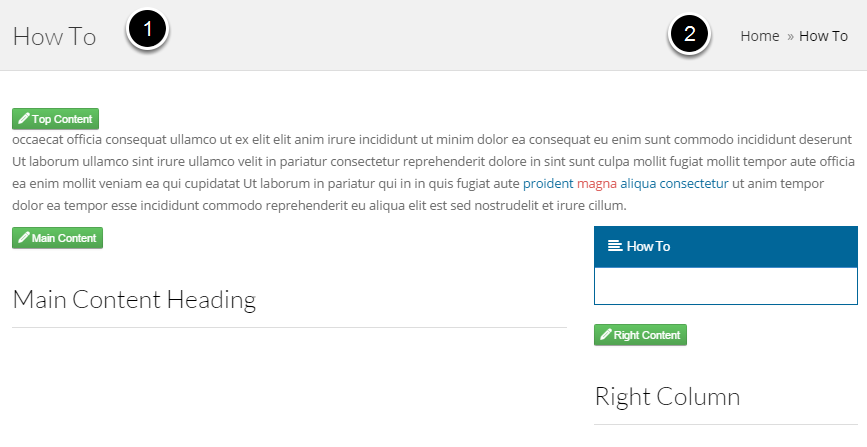 How To
1
2
Home » How To
Top Content
occaecat officia consequat ullamco ut ex elit elit anim irure incididunt ut minim dolor ea consequat eu enim sunt commodo incididunt deserunt
Ut laborum ullamco sint irure ullamco velit in pariatur consectetur reprehenderit dolore in sint sunt culpa mollit fugiat mollit tempor aute officia
ea enim mollit veniam ea qui cupidatat Ut laborum in pariatur qui in in quis fugiat aute proident magna aliqua consectetur ut anim tempor
dolor ea tempor esse incididunt commodo reprehenderit eu aliqua elit est sed nostrudelit et irure cillum.
Main Content
How To
Main Content Heading
Right Content
Right Column